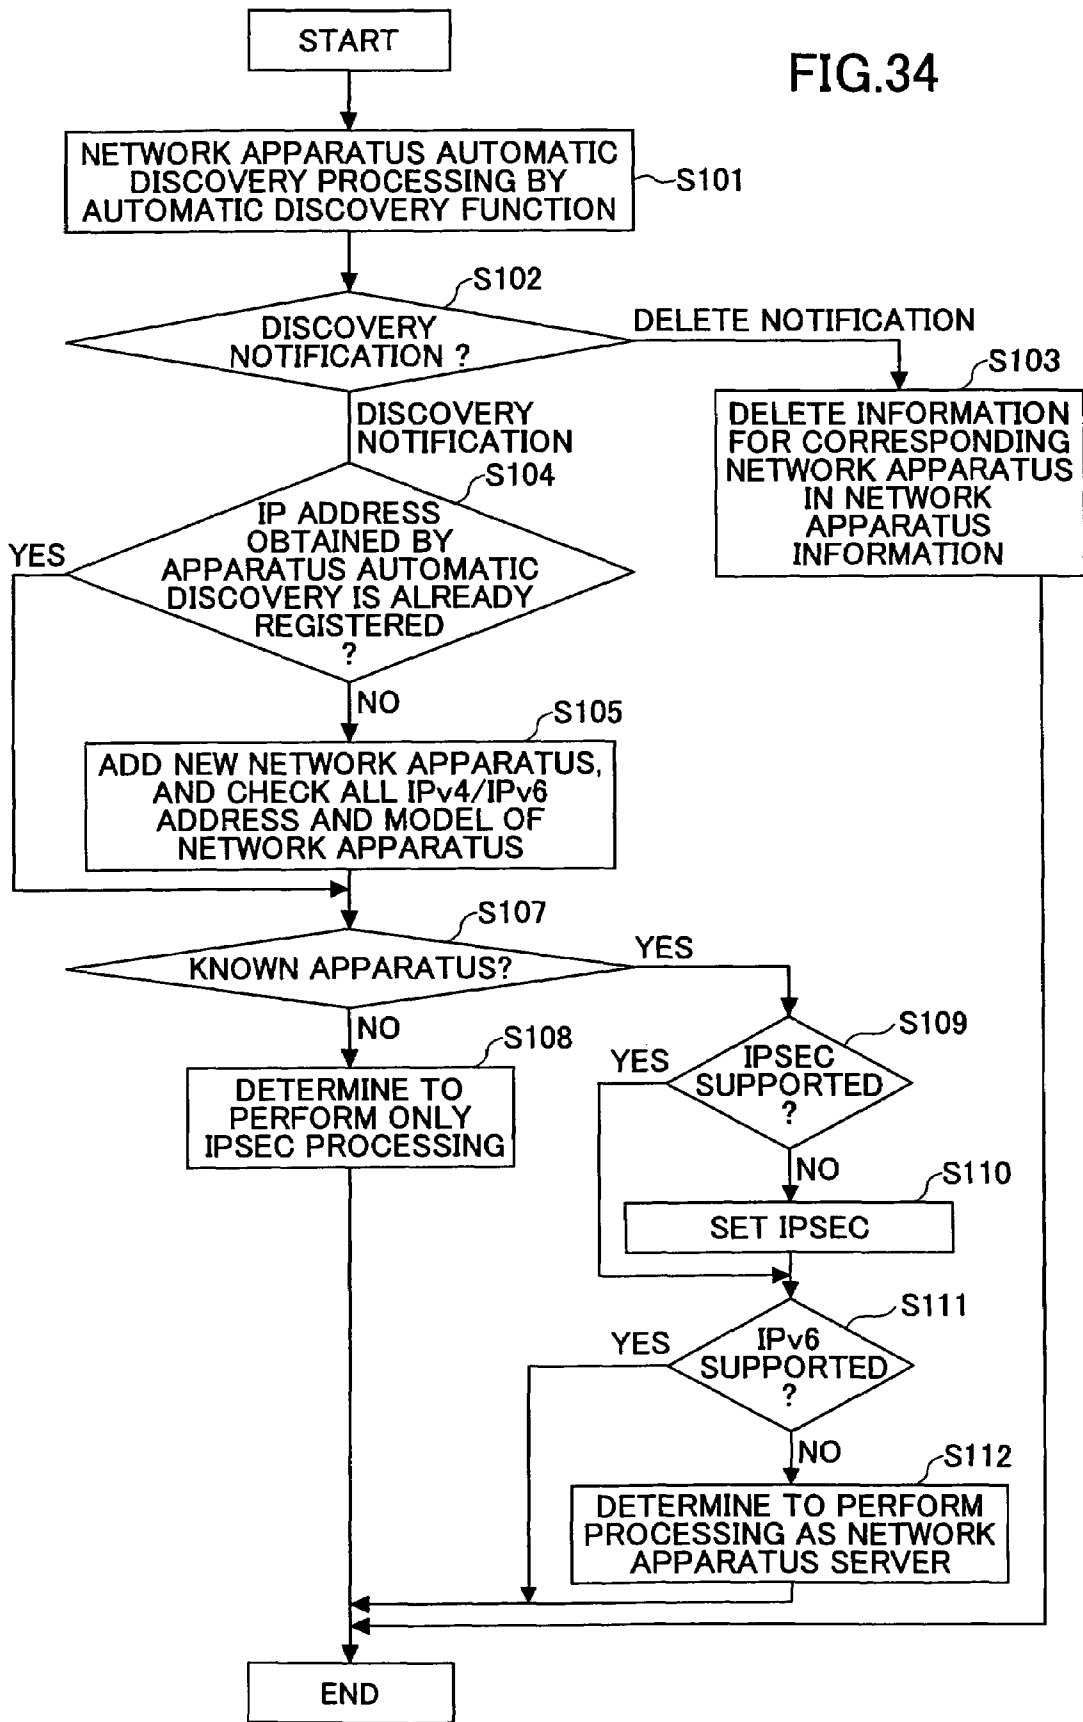 START
FIG.34
NETWORK APPARATUS AUTOMATIC
DISCOVERY PROCESSING BY
AUTOMATIC DISCOVERY FUNCTION
S101
S102
DISCOVERY
NOTIFICATION ?
DELETE NOTIFICATION
S103
DELETE INFORMATION
FOR CORRESPONDING
NETWORK APPARATUS
IN NETWORK
APPARATUS
INFORMATION
DISCOVERY
NOTIFICATION
S104
IP ADDRESS
OBTAINED BY
APPARATUS AUTOMATIC
DISCOVERY IS ALREADY
REGISTERED
?
YES
NO
S105
ADD NEW NETWORK APPARATUS,
AND CHECK ALL IPv4/IPv6
ADDRESS AND MODEL OF
NETWORK APPARATUS
S107
KNOWN APPARATUS?
YES
NO
S108
DETERMINE TO
PERFORM ONLY
IPSEC PROCESSING
S109
IPSEC
SUPPORTED
?
YES
NO
S110
SET IPSEC
S111
IPv6
SUPPORTED
?
YES
NO
S112
DETERMINE TO PERFORM
PROCESSING AS NETWORK
APPARATUS SERVER
END